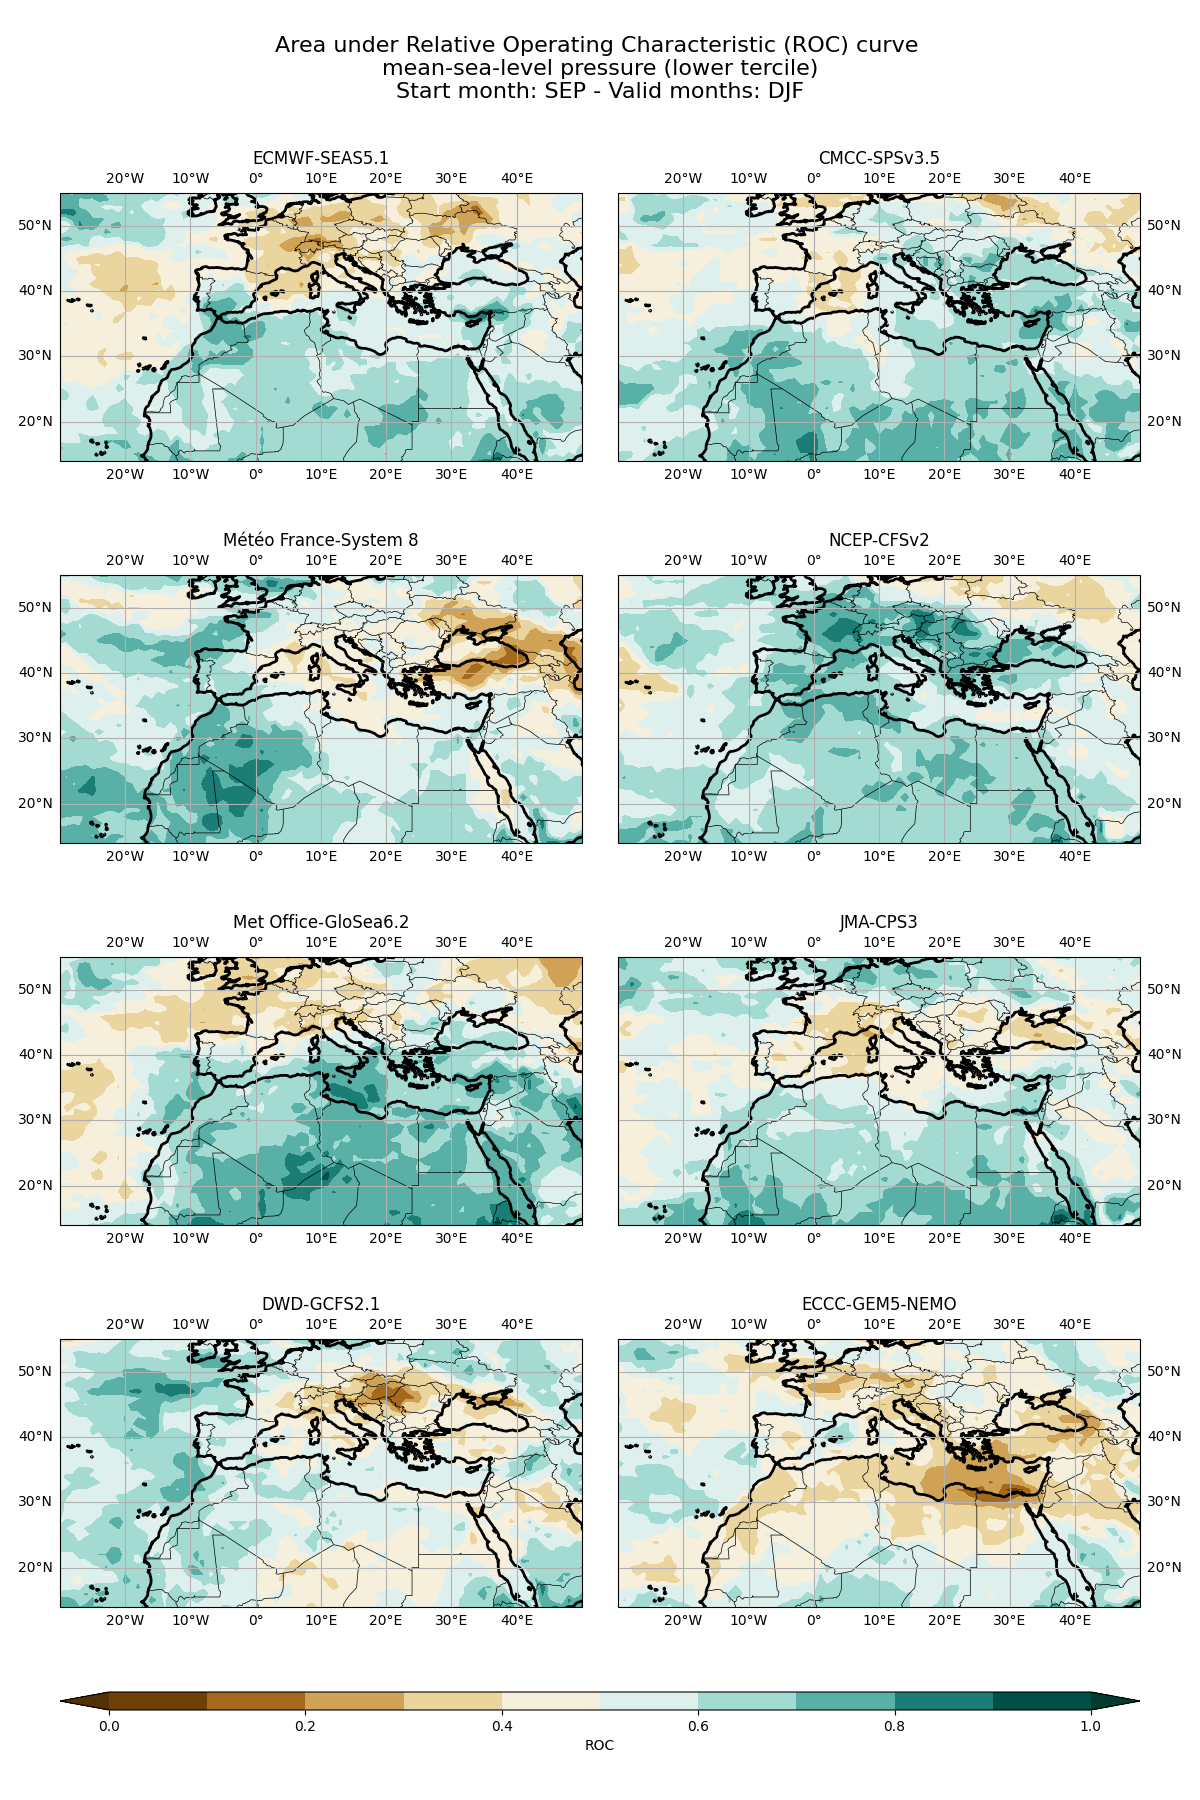 Area under Relative Operating Characteristic (ROC) curve
mean-sea-level pressure (lower tercile)
Start month: SEP - Valid months: DJF
ECMWF-SEAS5.1
20°W 10°W 0° 10°E 20°E 30°E 40°E
50°N
40°N
30°N
20°N
20°W 10°W 0° 10°E 20°E 30°E 40°E
CMCC-SPSv3.5
20°W 10°W 0° 10°E 20°E 30°E 40°E
50°N
40°N
30°N
20°N
20°W 10°W 0° 10°E 20°E 30°E 40°E
Météo France-System 8
20°W 10°W 0° 10°E 20°E 30°E 40°E
50°N
40°N
30°N
20°N
20°W 10°W 0° 10°E 20°E 30°E 40°E
NCEP-CFSv2
20°W 10°W 0° 10°E 20°E 30°E 40°E
50°N
40°N
30°N
20°N
20°W 10°W 0° 10°E 20°E 30°E 40°E
Met Office-GloSea6.2
20°W 10°W 0° 10°E 20°E 30°E 40°E
50°N
40°N
30°N
20°N
20°W 10°W 0° 10°E 20°E 30°E 40°E
JMA-CPS3
20°W 10°W 0° 10°E 20°E 30°E 40°E
50°N
40°N
30°N
20°N
20°W 10°W 0° 10°E 20°E 30°E 40°E
DWD-GCFS2.1
20°W 10°W 0° 10°E 20°E 30°E 40°E
50°N
40°N
30°N
20°N
20°W 10°W 0° 10°E 20°E 30°E 40°E
ECCC-GEM5-NEMO
20°W 10°W 0° 10°E 20°E 30°E 40°E
50°N
40°N
30°N
20°N
20°W 10°W 0° 10°E 20°E 30°E 40°E
0.0 0.2 0.4 0.6 0.8 1.0
ROC